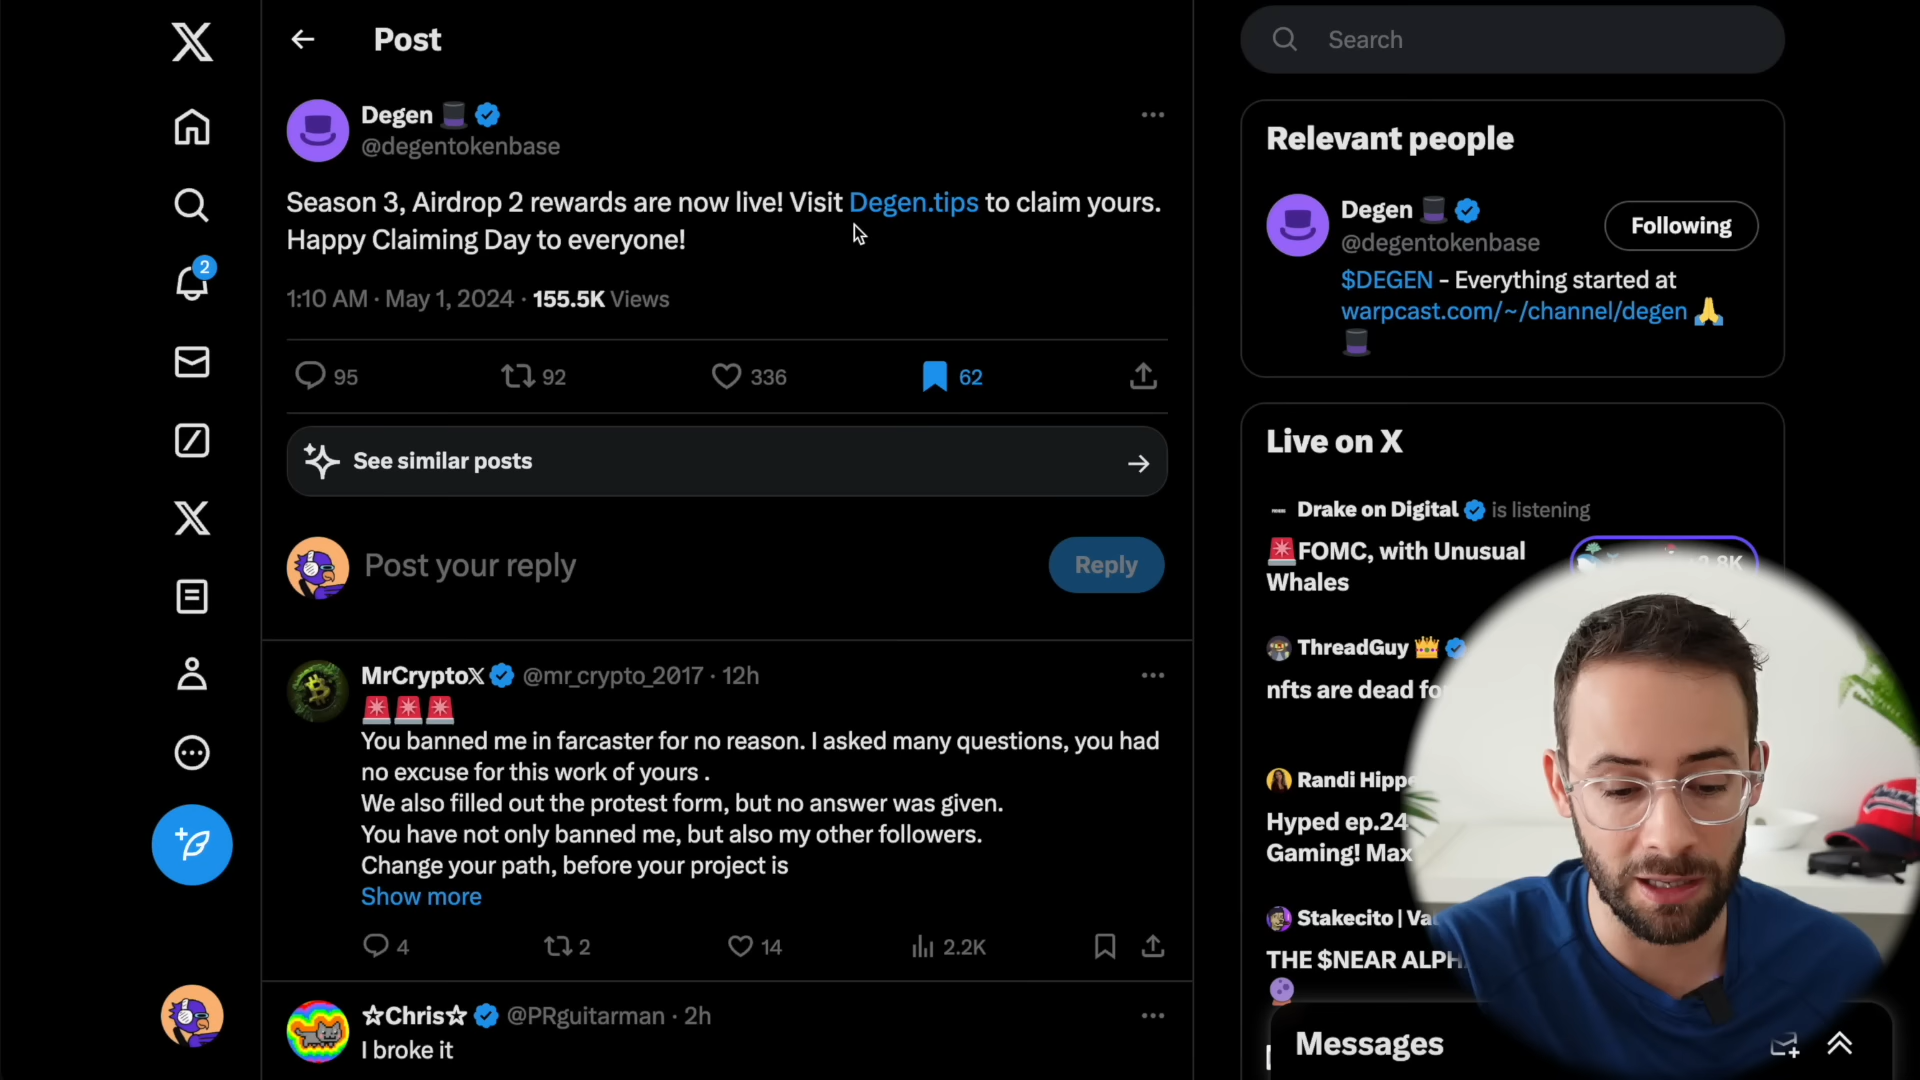 Post
Search
Degen
@degentokenbase
Season 3, Airdrop 2 rewards are now live! Visit Degen.tips to claim yours.
Happy Claiming Day to everyone!
1:10 AM · May 1, 2024 · 155.5K Views
95
92
336
62
See similar posts
Post your reply
Reply
MrCryptoX @mr_crypto_2017 · 12h
You banned me in farcaster for no reason. I asked many questions, you had
no excuse for this work of yours .
We also filled out the protest form, but no answer was given.
You have not only banned me, but also my other followers.
Change your path, before your project is
Show more
4
2
14
2.2K
☆Chris☆ @PRguitarman · 2h
I broke it
2
Relevant people
Degen
@degentokenbase
Following
$DEGEN - Everything started at
warpcast.com/~/channel/degen
Live on X
Drake on Digital is listening
FOMC, with Unusual
Whales
ThreadGuy
nfts are dead
Randi
Hyped ep.24
Gaming! Max
Stakecito |
THE $NEAR
Messages